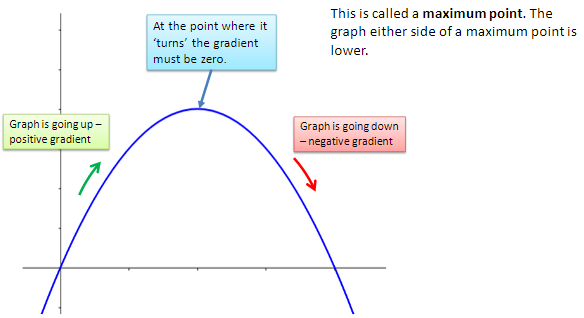 At the point where it
‘turns’ the gradient
must be zero.
This is called a maximum point. The
graph either side of a maximum point is
lower.
Graph is going up –
positive gradient
Graph is going down
– negative gradient